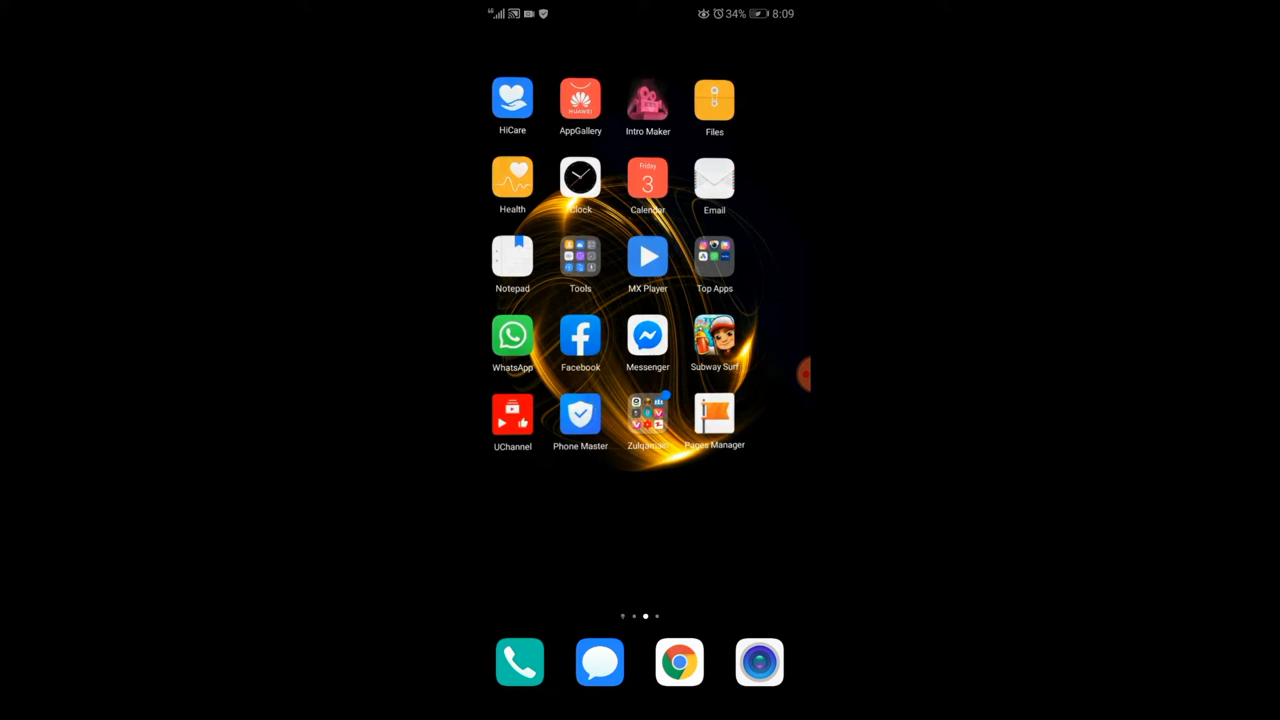 34% 8:09
HiCare AppGallery Intro Maker Files
HUAWEI
Friday
3
Health Clock Calendar Email
Notepad Tools MX Player Top Apps
WhatsApp Facebook Messenger Subway Surf
UChannel Phone Master Zulqarnain Pages Manager